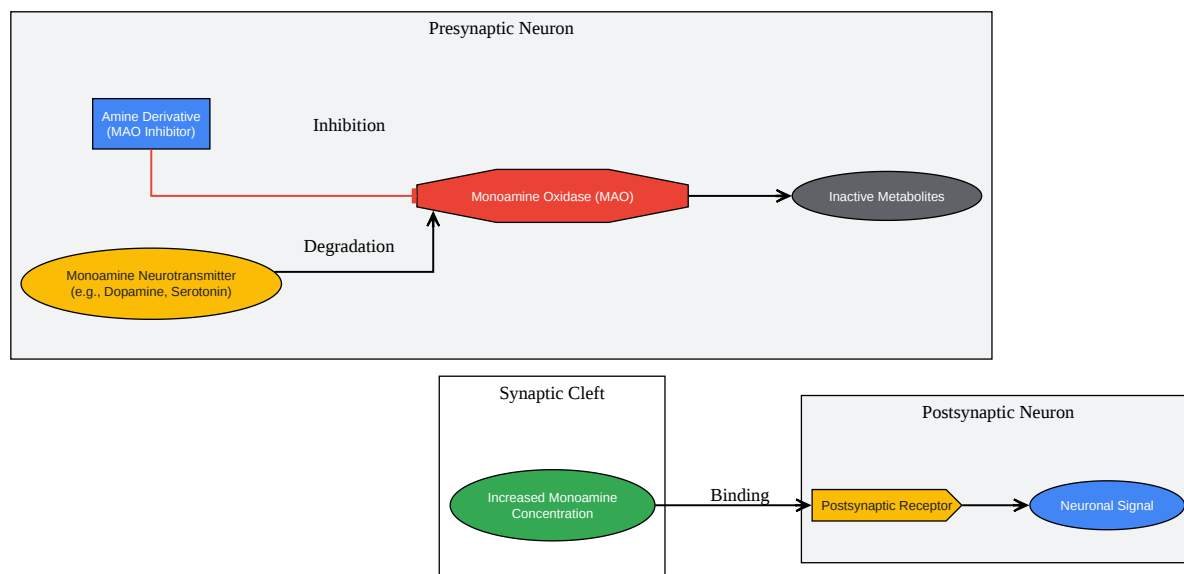 Presynaptic Neuron
Amine Derivative
(MAO Inhibitor)
Inhibition
Monoamine Oxidase (MAO)
Inactive Metabolites
Degradation
Monoamine Neurotransmitter
(e.g., Dopamine, Serotonin)
Synaptic Cleft
Postsynaptic Neuron
Increased Monoamine
Concentration
Binding
Postsynaptic Receptor
Neuronal Signal